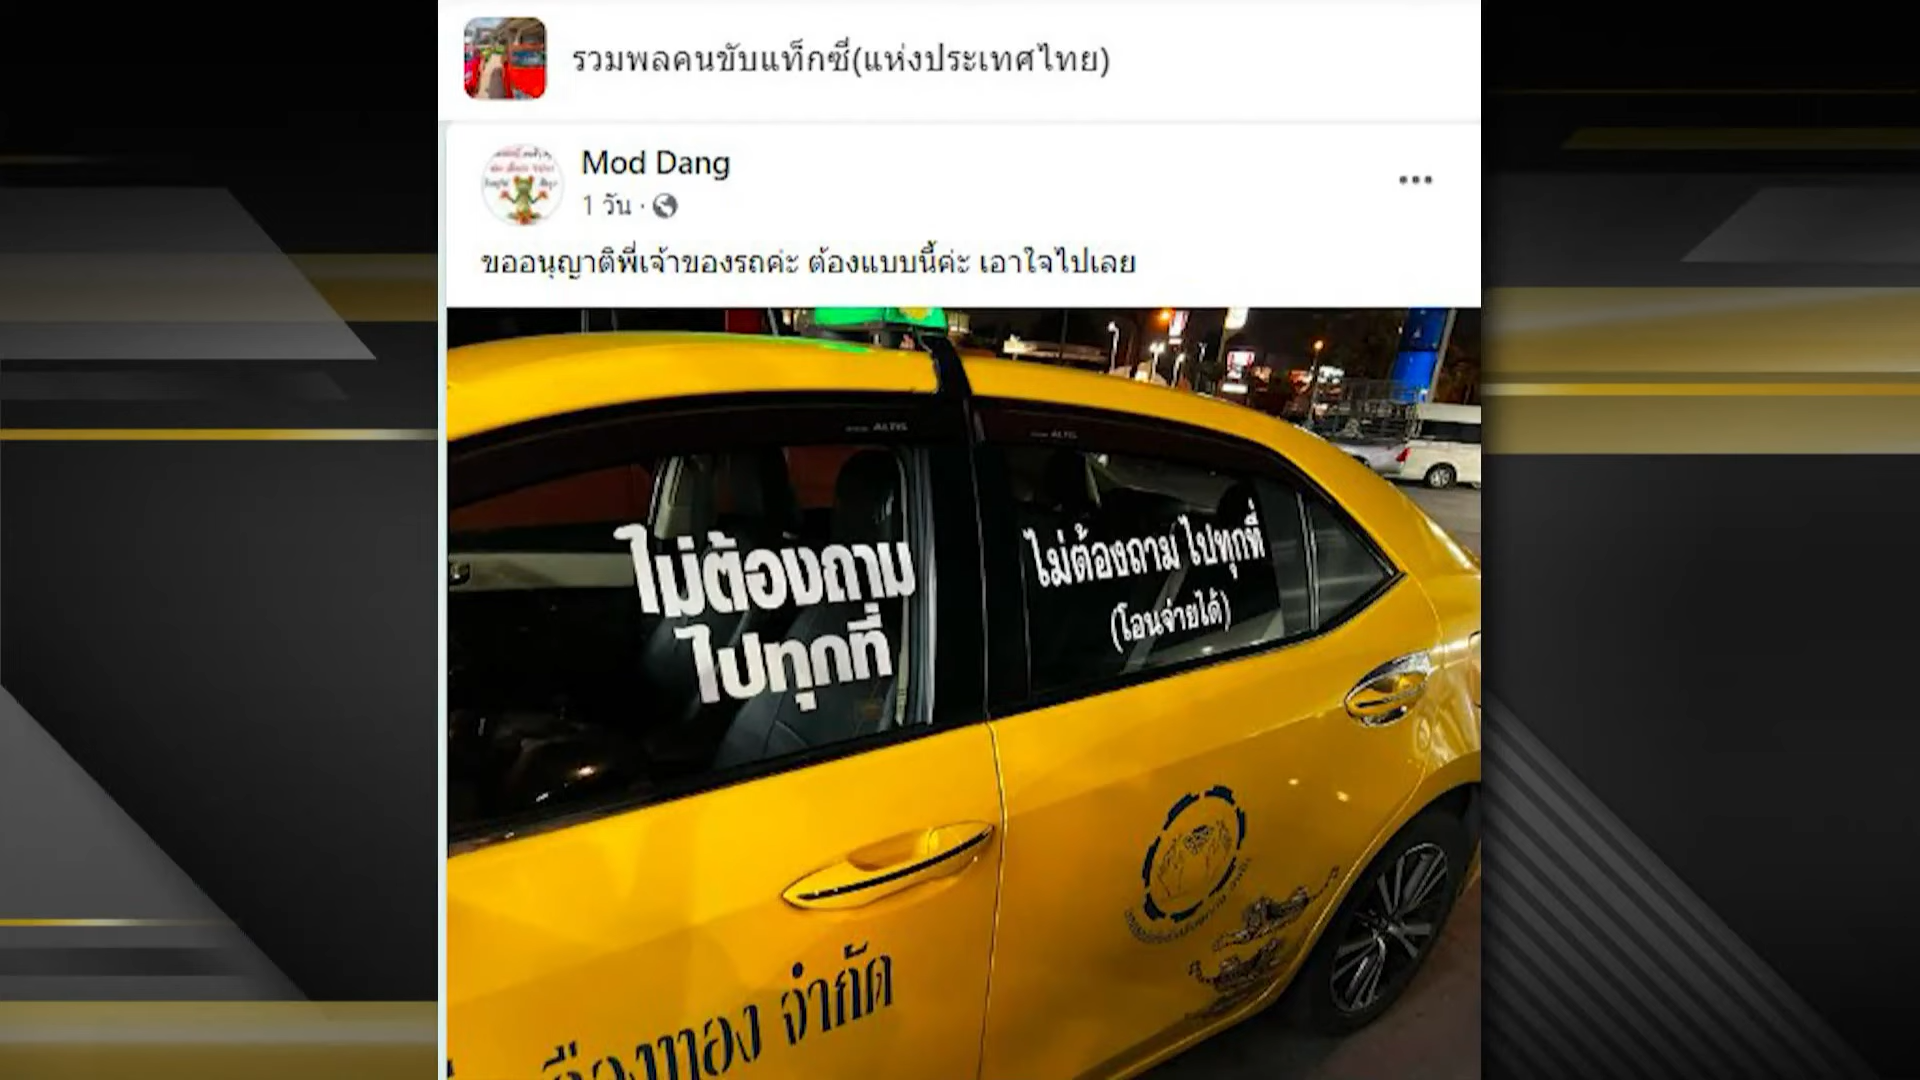 รวมพลคนขับแท็กซี่(แห่งประเทศไทย)
Mod Dang
1 วัน ·
ขออนุญาติพี่เจ้าของรถค่ะ ต้องแบบนี้ค่ะ เอาใจไปเลย
ALTIS
ALTIS
ไม่ต้องถาม
ไปทุกที่
ไม่ต้องถาม ไปทุกที่
(โอนจ่ายได้)
จำกัด